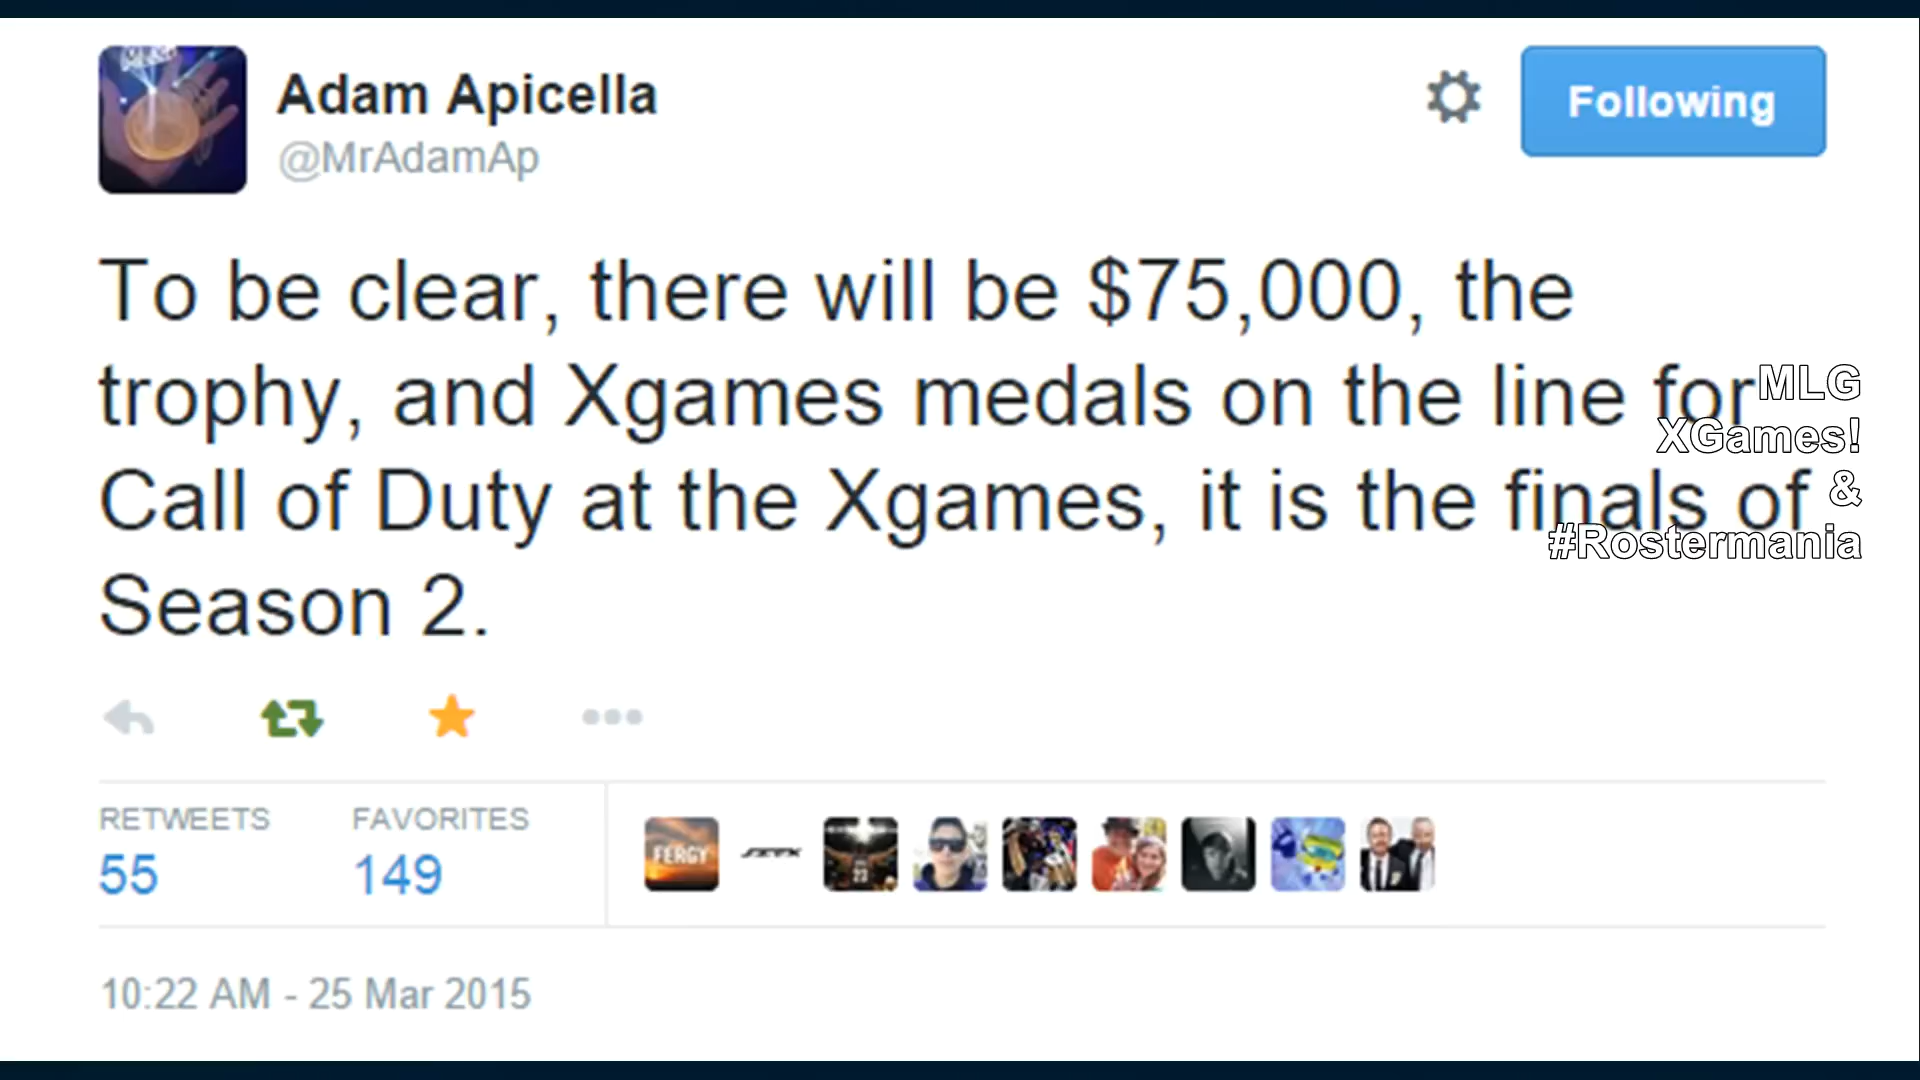 Adam Apicella
@MrAdamAp
Following
To be clear, there will be $75,000, the
trophy, and Xgames medals on the line for
Call of Duty at the Xgames, it is the finals of
Season 2.
MLG
XGames!
&
#Rostermania
RETWEETS
FAVORITES
55
149
FERGY
23
10:22 AM - 25 Mar 2015